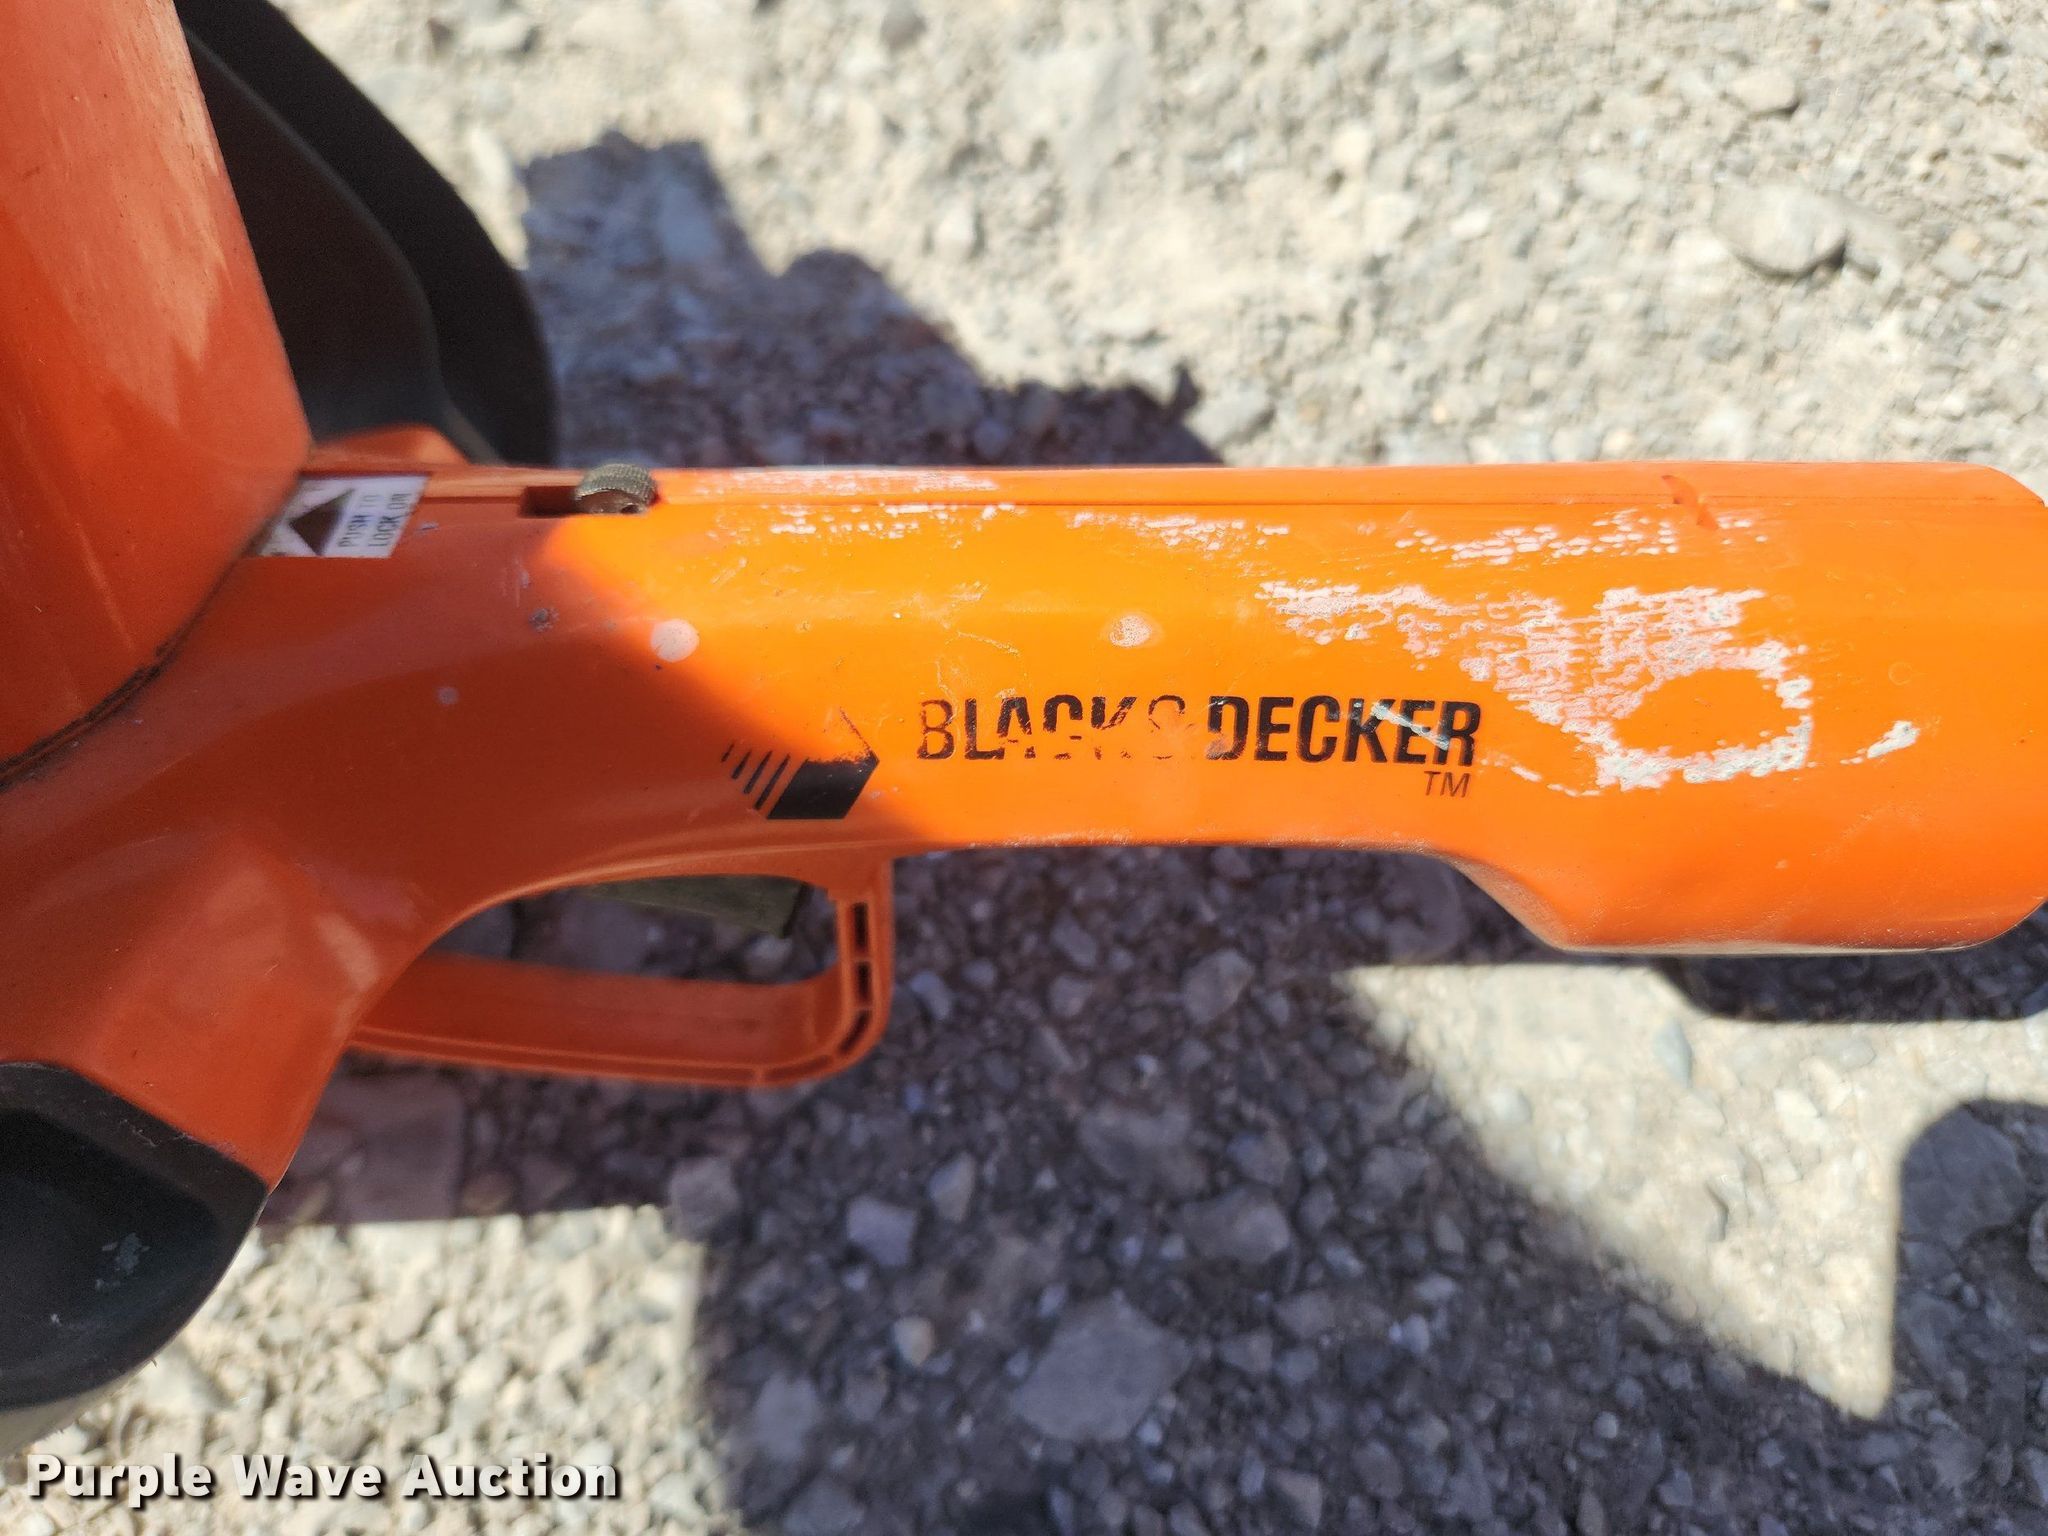 PUSH TO
LOCK ON
BLACK & DECKER
TM
Purple Wave Auction